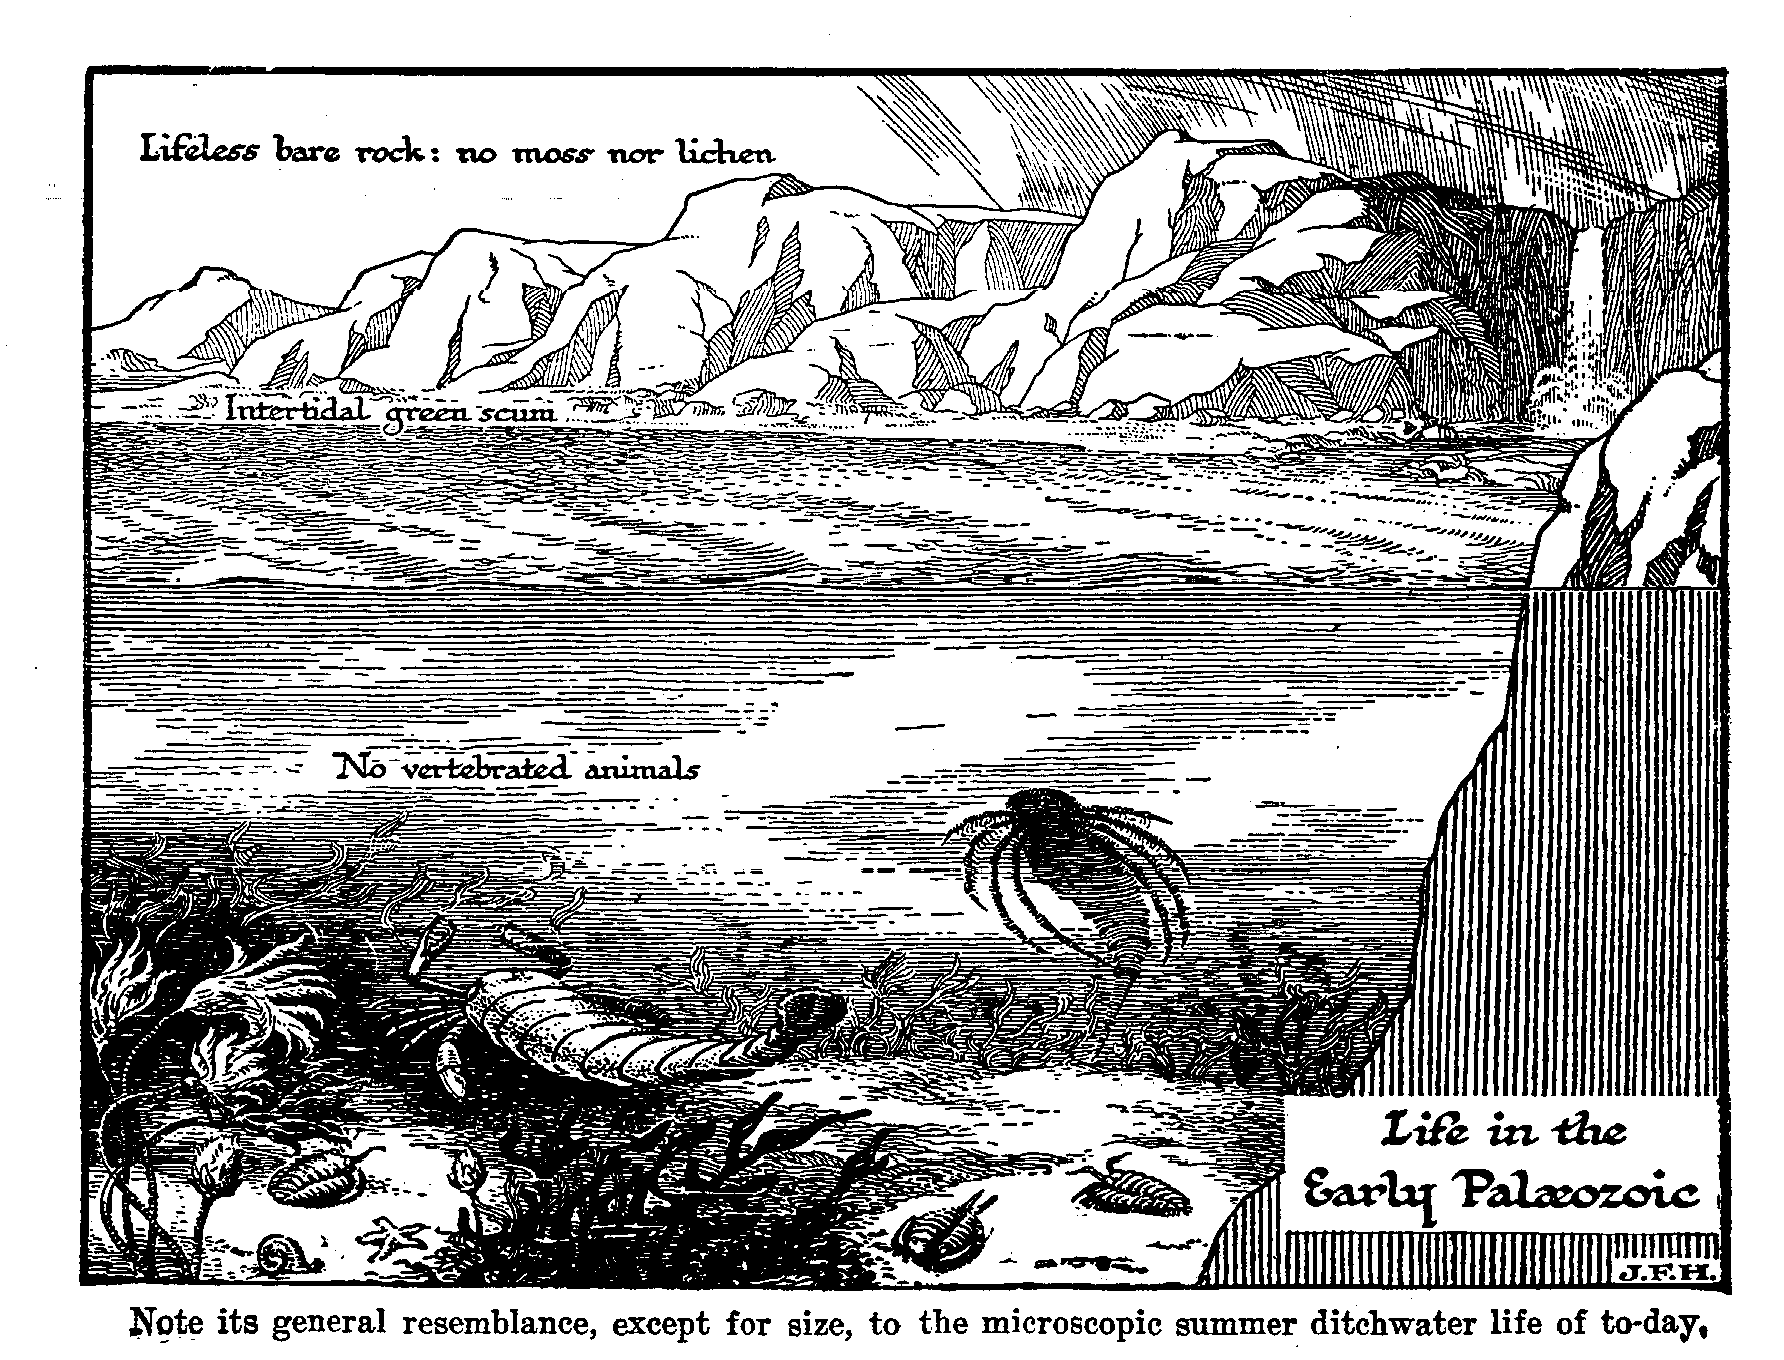 Lifeless bare rock: no moss nor lichen
Intertidal green scum
No vertebrated animals
Life in the
Early Palæozoic
J.F.H.
Note its general resemblance, except for size, to the microscopic summer ditchwater life of to-day.